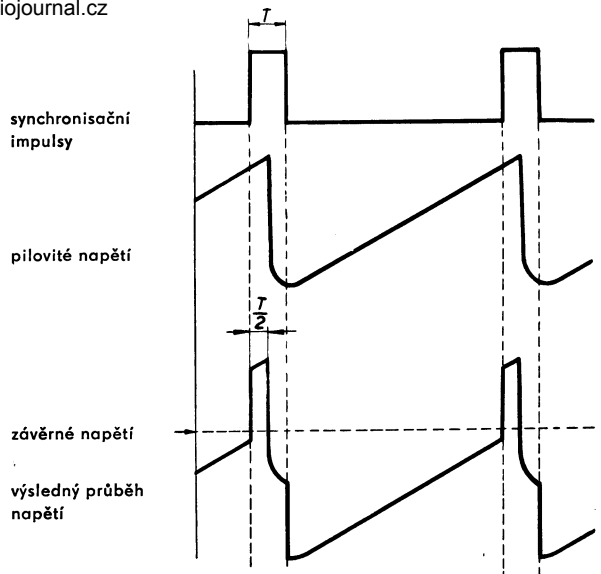 iojournal.cz
T
synchronisační
impulsy
pilovité napětí
T
2
závěrné napětí
výsledný průběh
napětí